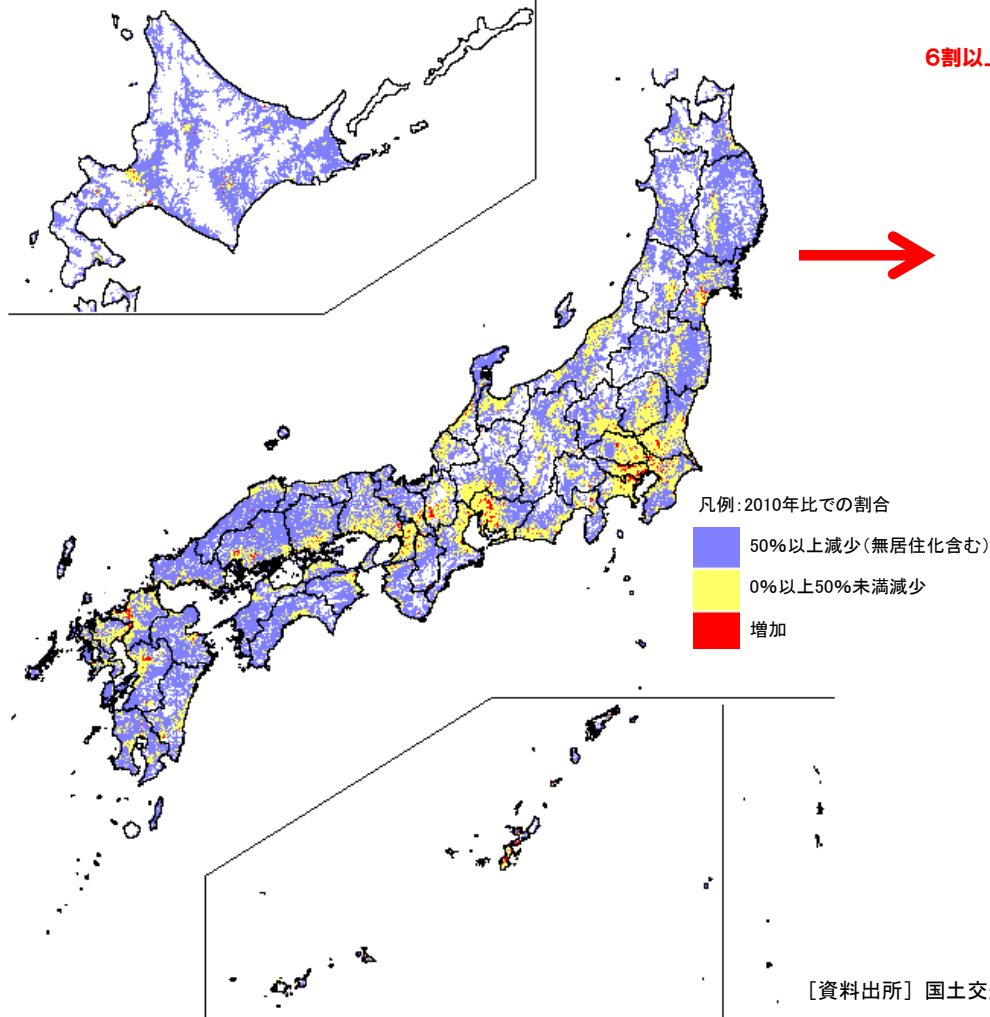 6割以
凡例:2010年比での割合
50%以上減少(無居住化含む)
0%以上50%未満減少
増加
[資料出所] 国土交